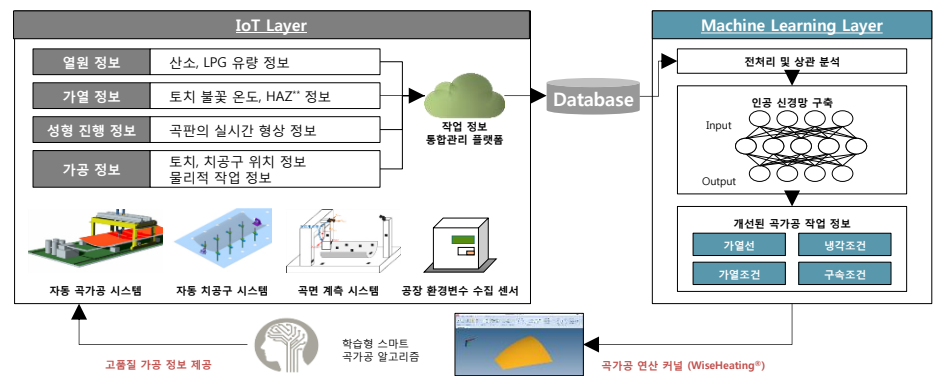 IoT Layer
열원 정보
산소, LPG 유량 정보
가열 정보
토치 불꽃 온도, HAZ** 정보
성형 진행 정보
곡판의 실시간 형상 정보
가공 정보
토치, 치공구 위치 정보
물리적 작업 정보
작업 정보
통합관리 플랫폼
자동 곡가공 시스템
자동 치공구 시스템
곡면 계측 시스템
공장 환경변수 수집 센서
Database
Machine Learning Layer
전처리 및 상관 분석
인공 신경망 구축
Input
Output
개선된 곡가공 작업 정보
가열선
냉각조건
가열조건
구속조건
고품질 가공 정보 제공
학습형 스마트
곡가공 알고리즘
곡가공 연산 커널 (WiseHeating®)